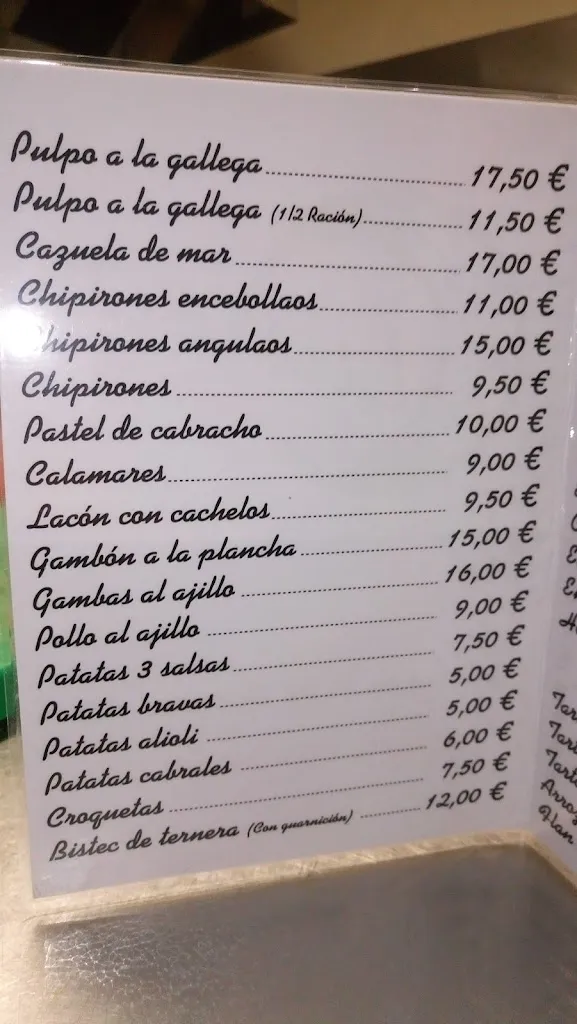 Pulpo a la gallega 17,50 €
Pulpo a la gallega (1/2 Ración) 11,50 €
Cazuela de mar 17,00 €
Chipirones encebollaos 11,00 €
Chipirones angulaos 15,00 €
Chipirones 9,50 €
Pastel de cabracho 10,00 €
Calamares 9,00 €
Lacón con cachelos 9,50 €
Gambón a la plancha 15,00 €
Gambas al ajillo 16,00 €
Pollo al ajillo 9,00 €
Patatas 3 salsas 7,50 €
Patatas bravas 5,00 €
Patatas alioli 5,00 €
Patatas cabrales 6,00 €
Croquetas 7,50 €
Bistec de ternera (Con guarnición) 12,00 €